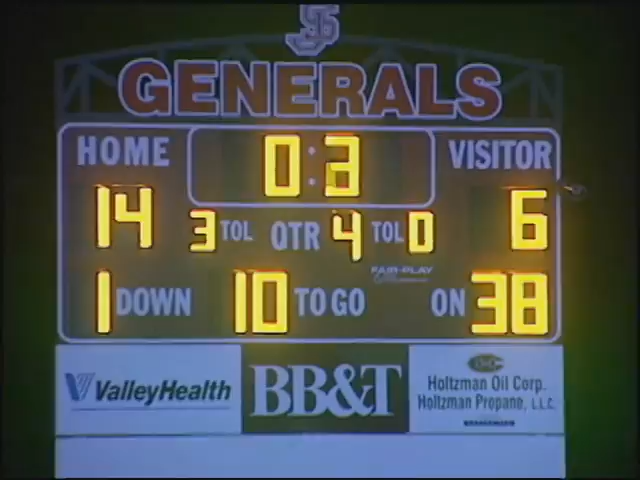 SJ
GENERALS
HOME 0:3 VISITOR
14 3 TOL QTR 4 TOL 0 6
FAIR-PLAY
1 DOWN 10 TO GO ON 38
ValleyHealth
BB&T
Holtzman Oil Corp.
Holtzman Propane, L.L.C.